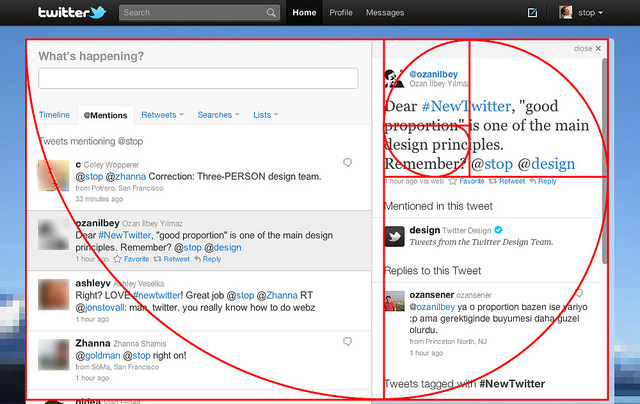 twitter
Search
Home Profile Messages
stop
What's happening?
close ×
Timeline @Mentions Retweets Searches Lists
Tweets mentioning @stop
c Coley Wopperer
@stop @zhanna Correction: Three-PERSON design team.
from Potrero, San Francisco
33 minutes ago
ozanilbey Ozan İlbey Yılmaz
Dear #NewTwitter, "good proportion" is one of the main design
principles. Remember? @stop @design
1 hour ago Favorite Retweet Reply
ashleyv Ashley Veselka
Right? LOVE #newtwitter! Great job @stop @Zhanna RT
@jonstovall: man, twitter. you really know how to do webz
1 hour ago
Zhanna Zhanna Shamis
@goldman @stop right on!
from SoMa, San Francisco
1 hour ago
gidea
@ozanilbey
Ozan İlbey Yılmaz
Dear #NewTwitter, "good
proportion" is one of the main
design principles.
Remember? @stop @design
1 hour ago via web Favorite Retweet Reply
Mentioned in this tweet
design Twitter Design
Tweets from the Twitter Design Team.
Replies to this Tweet
ozansener ozansener
@ozanilbey ya o proportion bazen ise yariyo
:p ama gerektiginde buyumesi daha guzel
olurdu.
from Princeton North, NJ
1 hour ago
Tweets tagged with #NewTwitter